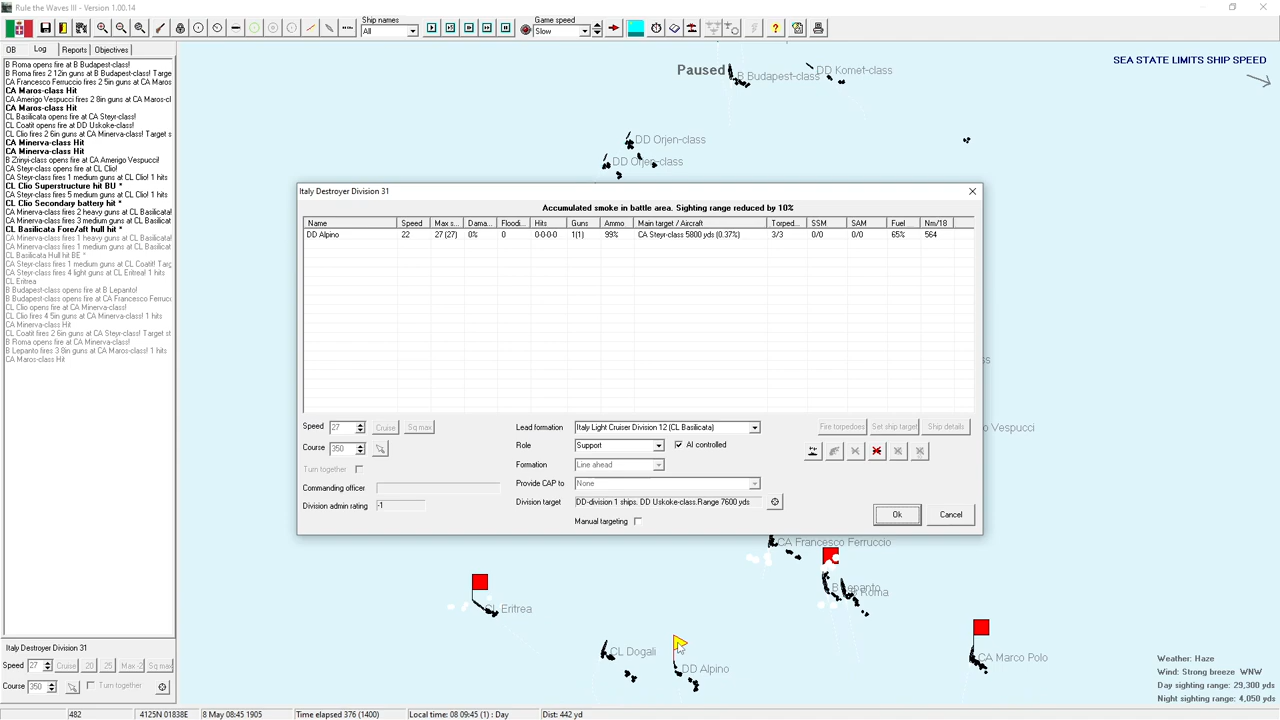 Rule the Waves III - Version 1.00.14
Ship names
All
Game speed
Slow
OB Log Reports Objectives
B Roma opens fire at B Budapest-class!
B Roma fires 2 12in guns at B Budapest-class! Targe
CA Francesco Ferruccio fires 2 5in guns at CA Maros
CA Maros-class Hit
CA Amerigo Vespucci fires 2 8in guns at CA Maros-cl
CA Maros-class Hit
CL Basilicata opens fire at CA Steyr-class!
CL Coatit opens fire at DD Uskoke-class!
CL Clio fires 2 6in guns at CA Minerva-class! Target s
CA Minerva-class Hit
CA Minerva-class Hit
B Zrinyi-class opens fire at CA Amerigo Vespucci!
CA Steyr-class opens fire at CL Clio!
CA Steyr-class fires 1 medium guns at CL Clio! 1 hits
CL Clio Superstructure hit BU *
CA Steyr-class fires 5 medium guns at CL Clio! 1 hits
CL Clio Secondary battery hit *
CA Minerva-class fires 2 heavy guns at CL Basilicata!
CA Minerva-class fires 3 medium guns at CL Basilicat
CL Basilicata Fore/aft hull hit *
CA Minerva-class fires 1 heavy guns at CL Basilicata!
CA Minerva-class fires 1 medium guns at CL Basilicat
CL Basilicata Hull hit BE *
CA Steyr-class fires 1 medium guns at CL Coatit! Targ
CA Steyr-class fires 4 light guns at CL Eritrea! 1 hits
CL Eritrea
B Budapest-class opens fire at B Lepanto!
B Budapest-class opens fire at CA Francesco Ferrucc
CL Clio opens fire at CA Minerva-class!
CL Clio fires 4 5in guns at CA Minerva-class! 1 hits
CA Minerva-class Hit
CL Coatit fires 2 6in guns at CA Steyr-class! Target st
B Roma opens fire at CA Minerva-class!
B Lepanto fires 3 8in guns at CA Maros-class! 1 hits
CA Maros-class Hit
Paused
B Budapest-class
DD Komet-class
SEA STATE LIMITS SHIP SPEED
DD Orjen-class
DD Orjen-class
Italy Destroyer Division 31
Accumulated smoke in battle area. Sighting range reduced by 10%
Name Speed Max s... Dama... Floodi... Hits Guns Ammo Main target / Aircraft Torped... SSM SAM Fuel Nm/18
DD Alpino 22 27 (27) 0% 0 0-0-0-0 1(1) 99% CA Steyr-class 5800 yds (0.37%) 3/3 0/0 0/0 65% 564
Speed 27 Cruise Sq max
Course 350
Turn together
Commanding officer
Division admin rating -1
Lead formation Italy Light Cruiser Division 12 (CL Basilicata)
Role Support AI controlled
Formation Line ahead
Provide CAP to None
Division target DD-division 1 ships. DD Uskoke-class.Range 7600 yds
Manual targeting
Fire torpedoes Set ship target Ship details
Ok Cancel
ss
Vespucci
CA Francesco Ferruccio
B Lepanto
Roma
CL Eritrea
CL Dogali
DD Alpino
CA Marco Polo
Weather: Haze
Wind: Strong breeze WNW
Day sighting range: 29,300 yds
Night sighting range: 4,050 yds
Italy Destroyer Division 31
Speed 27 Cruise 20 25 Max -2 Sq max
Course 350 Turn together
482 4125N 01838E 8 May 08:45 1905 Time elapsed 376 (1400) Local time: 08 09:45 (1) : Day Dist: 442 yd